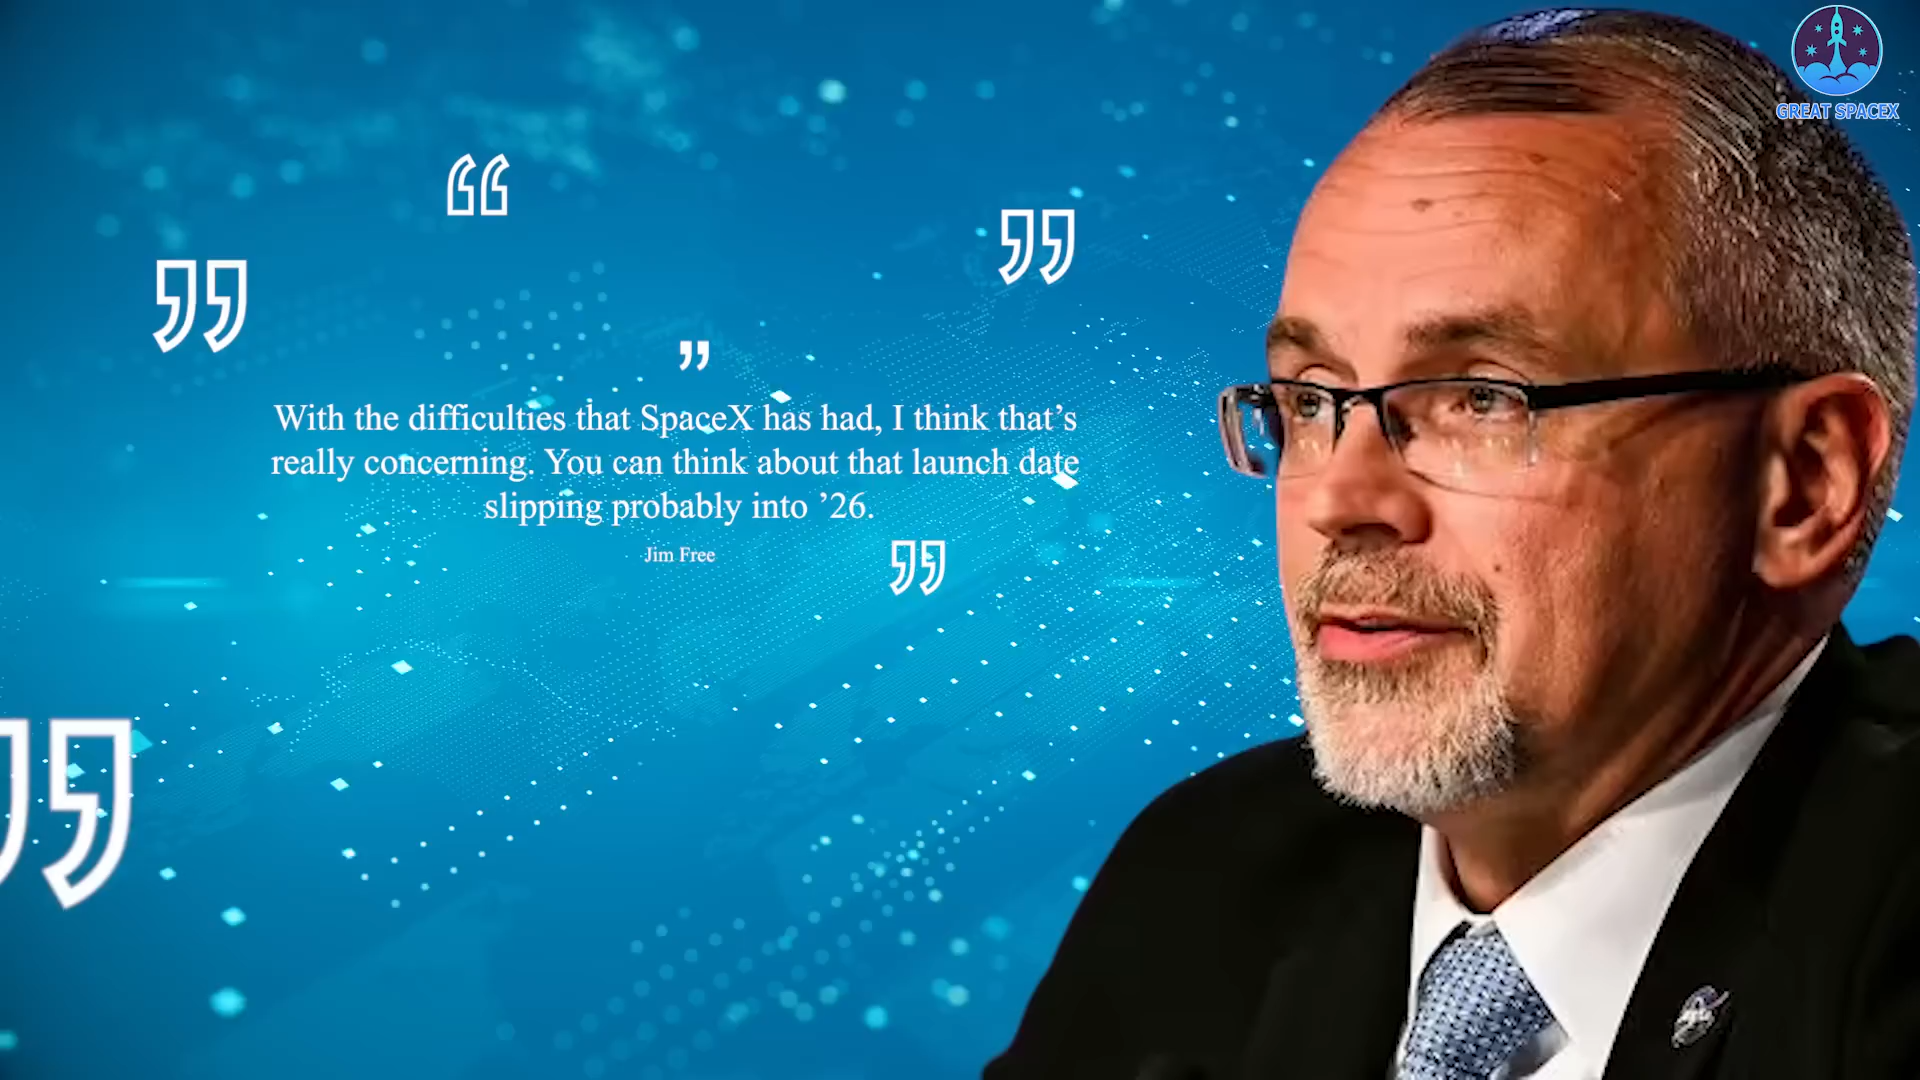 GREAT SPACEX
With the difficulties that SpaceX has had, I think that’s
really concerning. You can think about that launch date
slipping probably into ’26.
Jim Free